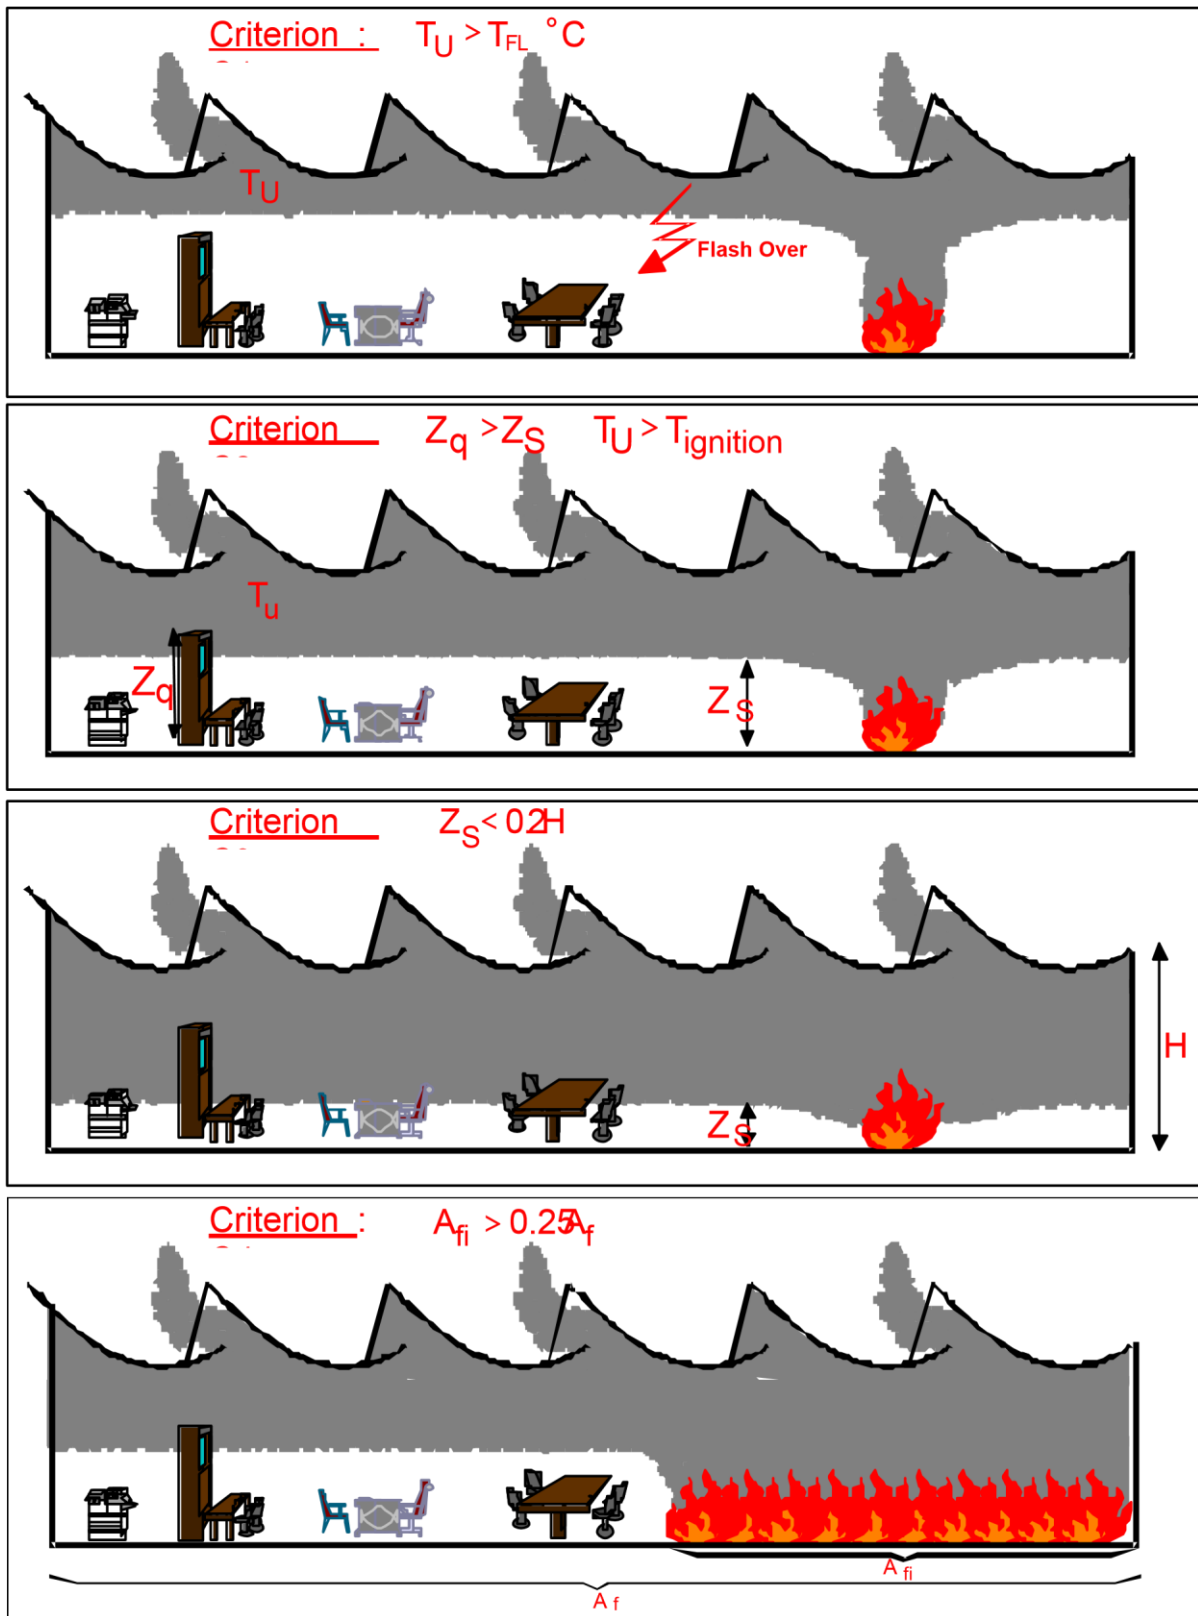 Criterion : T_U > T_FL °C
T_U
Flash Over
Criterion Z_q > Z_S T_U > T_ignition
T_u
Z_q
Z_S
Criterion Z_S < 0.2H
H
Z_S
Criterion : A_fi > 0.25A_f
A_fi
A_f